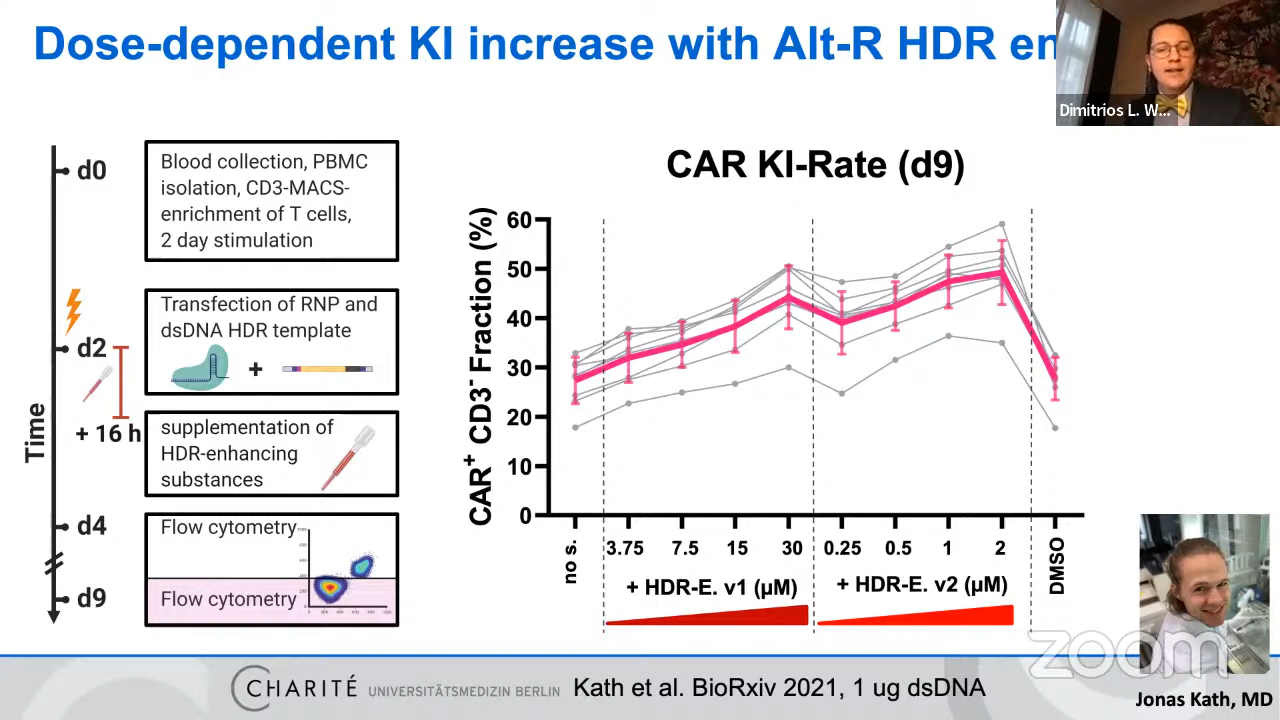 Dose-dependent KI increase with Alt-R HDR en
Dimitrios L. W...
Time
d0
d2
+ 16 h
d4
d9
Blood collection, PBMC
isolation, CD3-MACS-
enrichment of T cells,
2 day stimulation
Transfection of RNP and
dsDNA HDR template
+
supplementation of
HDR-enhancing
substances
Flow cytometry
Flow cytometry
CAR KI-Rate (d9)
CAR+ CD3- Fraction (%)
60
50
40
30
20
10
0
no s.
3.75 7.5 15 30 0.25 0.5 1 2
DMSO
+ HDR-E. v1 (µM)
+ HDR-E. v2 (µM)
zoom
CHARITÉ UNIVERSITÄTSMEDIZIN BERLIN
Kath et al. BioRxiv 2021, 1 ug dsDNA
Jonas Kath, MD